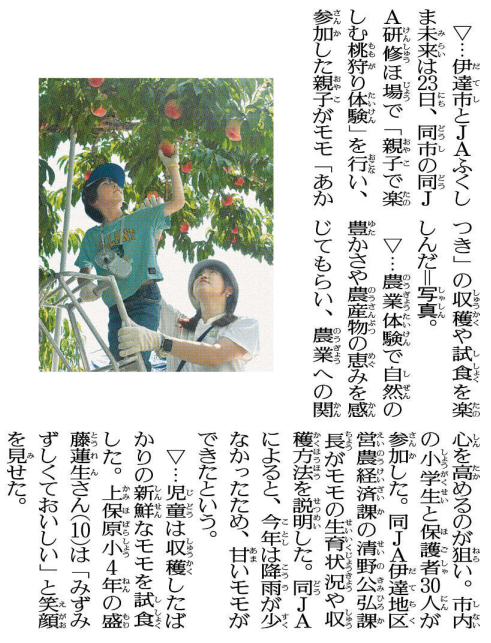 ▽…伊達市とJAふくし
ま未来は23日、同市の同J
A研修ほ場で「親子で楽
しむ桃狩り体験」を行い、
参加した親子がモモ「あか
つき」の収穫や試食を楽
しんだ＝写真。
▽…農業体験で自然の
豊かさや農産物の恵みを感
じてもらい、農業への関
心を高めるのが狙い。市内
の小学生と保護者30人が
参加した。同JA伊達地区
営農経済課の清野公弘課
長がモモの生育状況や収
穫方法を説明した。同JA
によると、今年は降雨が少
なかったため、甘いモモが
できたという。
▽…児童は収穫したば
かりの新鮮なモモを試食
した。上保原小4年の盛
藤蓮生さん(10)は「みずみ
ずしくておいしい」と笑顔
を見せた。